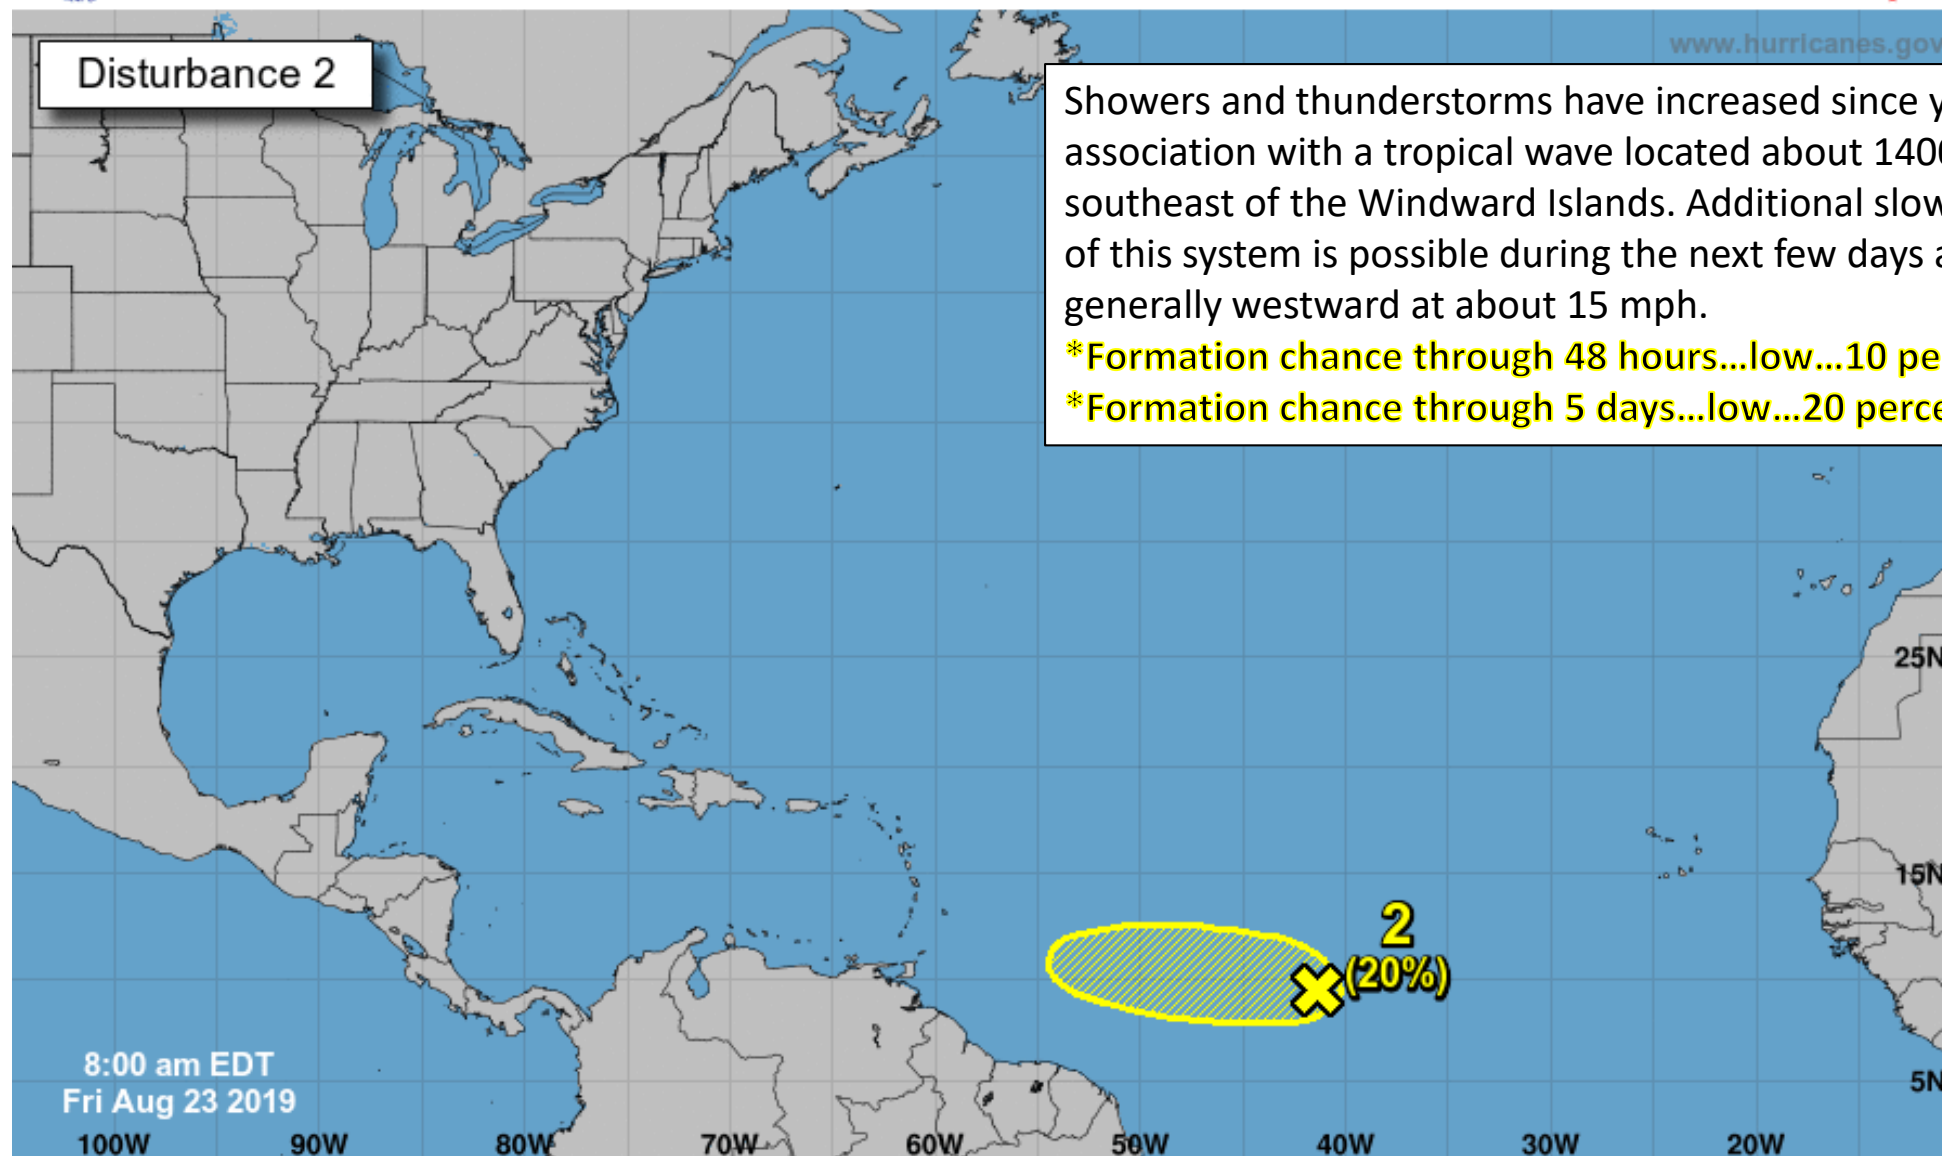 www.hurricanes.gov
Disturbance 2
Showers and thunderstorms have increased since
association with a tropical wave located about
southeast of the Windward Islands. Additional
of this system is possible during the next few days
generally westward at about 15 mph.
*Formation chance through 48 hours...low...10
*Formation chance through 5 days...low...20
25N
15N
2
(20%)
5N
8:00 am EDT
Fri Aug 23 2019
100W 90W 80W 70W 60W 50W 40W 30W 20W